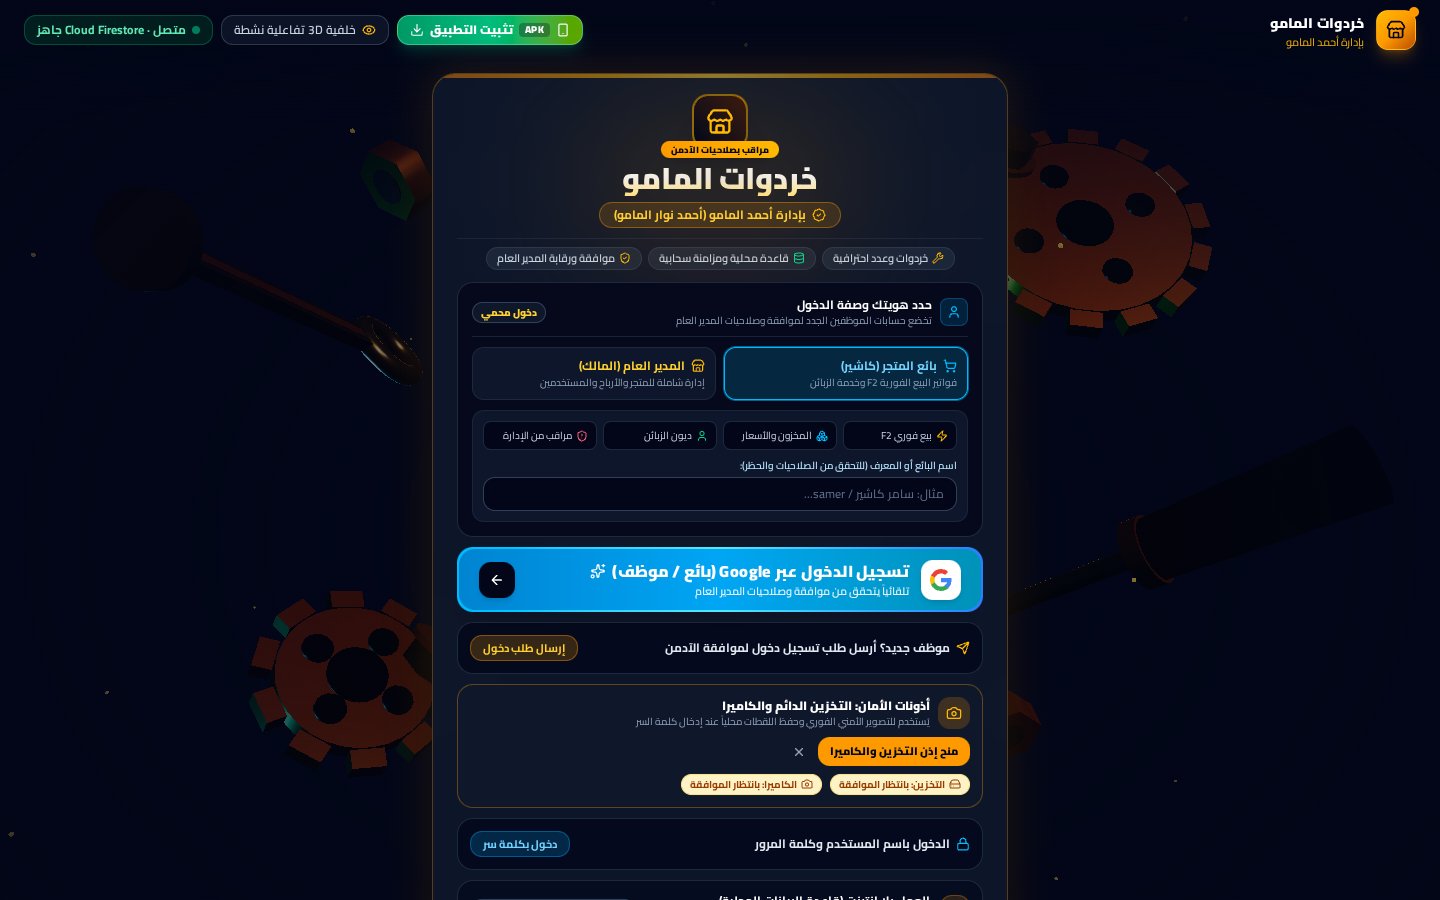 خردوات المامو
بإدارة أحمد المامو
تثبيت التطبيق APK
خلفية 3D تفاعلية نشطة
متصل · Cloud Firestore جاهز
مراقب بصلاحيات الآدمن
خردوات المامو
بإدارة أحمد المامو (أحمد نوار المامو)
خردوات وعدد احترافية
قاعدة محلية ومزامنة سحابية
موافقة ورقابة المدير العام
حدد هويتك وصفة الدخول
تخضع حسابات الموظفين الجدد لموافقة وصلاحيات المدير العام
دخول محمي
بائع المتجر (كاشير)
فواتير البيع الفورية F2 وخدمة الزبائن
المدير العام (المالك)
إدارة شاملة للمتجر والأرباح والمستخدمين
بيع فوري F2
المخزون والأسعار
ديون الزبائن
مراقب من الإدارة
اسم البائع أو المعرف (للتحقق من الصلاحيات والحظر):
مثال: سامر كاشير / samer...
تسجيل الدخول عبر Google (بائع / موظف)
تلقائياً يتحقق من موافقة وصلاحيات المدير العام
موظف جديد؟ أرسل طلب تسجيل دخول لموافقة الآدمن
إرسال طلب دخول
أذونات الأمان: التخزين الدائم والكاميرا
يُستخدم للتصوير الأمني الفوري وحفظ اللقطات محلياً عند إدخال كلمة السر
منح إذن التخزين والكاميرا
التخزين: بانتظار الموافقة
الكاميرا: بانتظار الموافقة
الدخول باسم المستخدم وكلمة المرور
دخول بكلمة سر